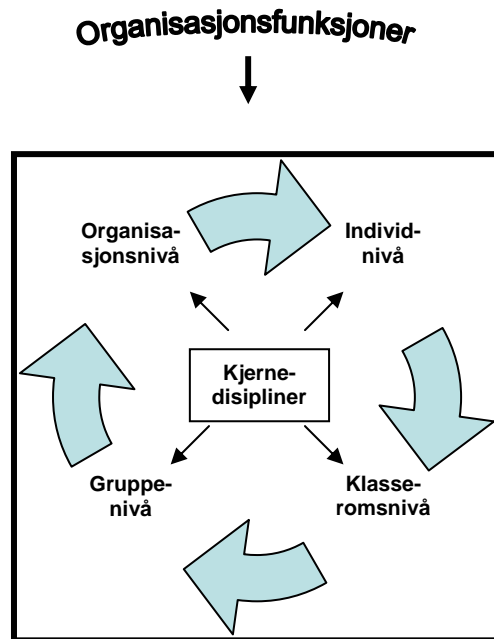 Organisasjonsfunksjoner
Organisa-
sjonsnivå
Individ-
nivå
Kjerne-
disipliner
Gruppe-
nivå
Klasse-
romsnivå